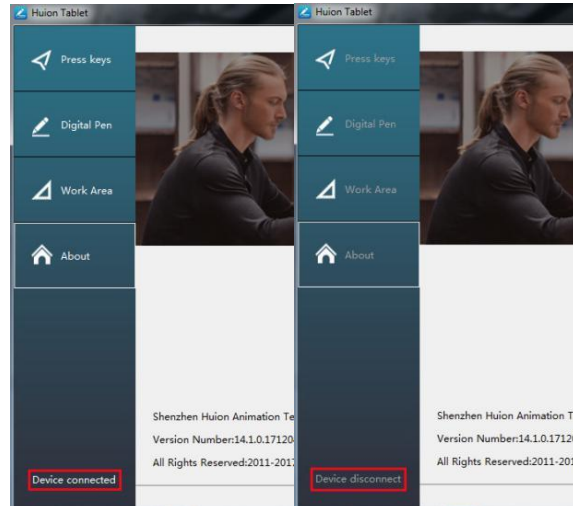 Huion Tablet
Press keys
Digital Pen
Work Area
About
Shenzhen Huion Animation Te
Version Number:14.1.0.17120
All Rights Reserved:2011-2017
Device connected
Huion Tablet
Press keys
Digital Pen
Work Area
About
Shenzhen Huion Animation T
Version Number:14.1.0.1712
All Rights Reserved:2011-201
Device disconnect